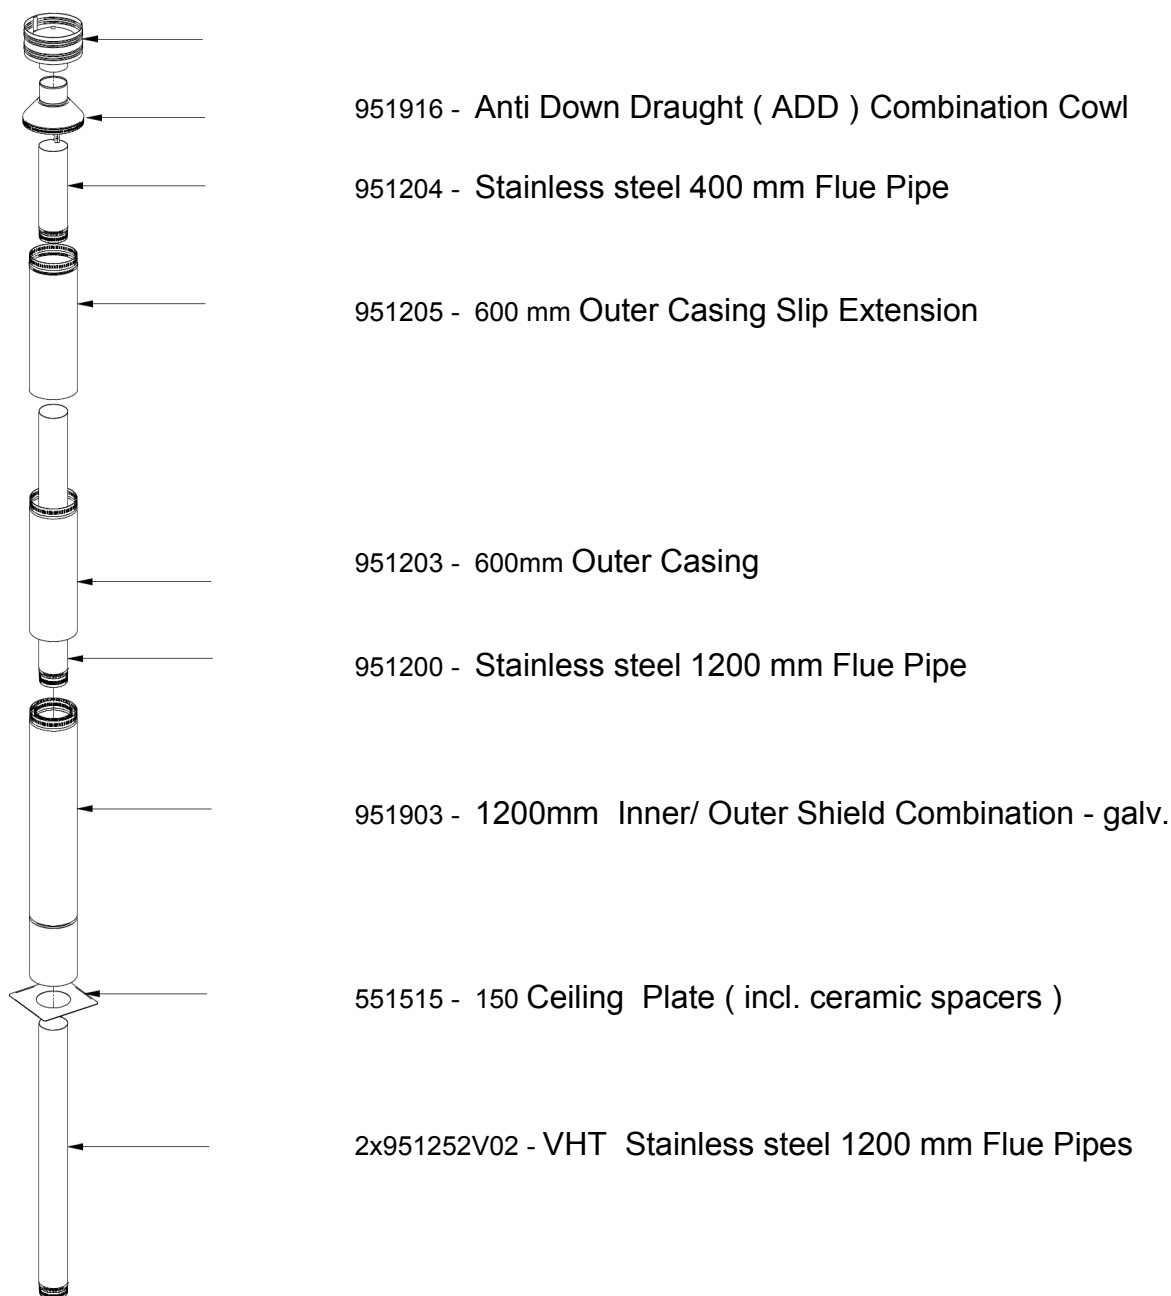 951916 - Anti Down Draught ( ADD ) Combination Cowl
951204 - Stainless steel 400 mm Flue Pipe
951205 - 600 mm Outer Casing Slip Extension
951203 - 600mm Outer Casing
951200 - Stainless steel 1200 mm Flue Pipe
951903 - 1200mm Inner/ Outer Shield Combination - galv.
551515 - 150 Ceiling Plate ( incl. ceramic spacers )
2x951252V02 - VHT Stainless steel 1200 mm Flue Pipes